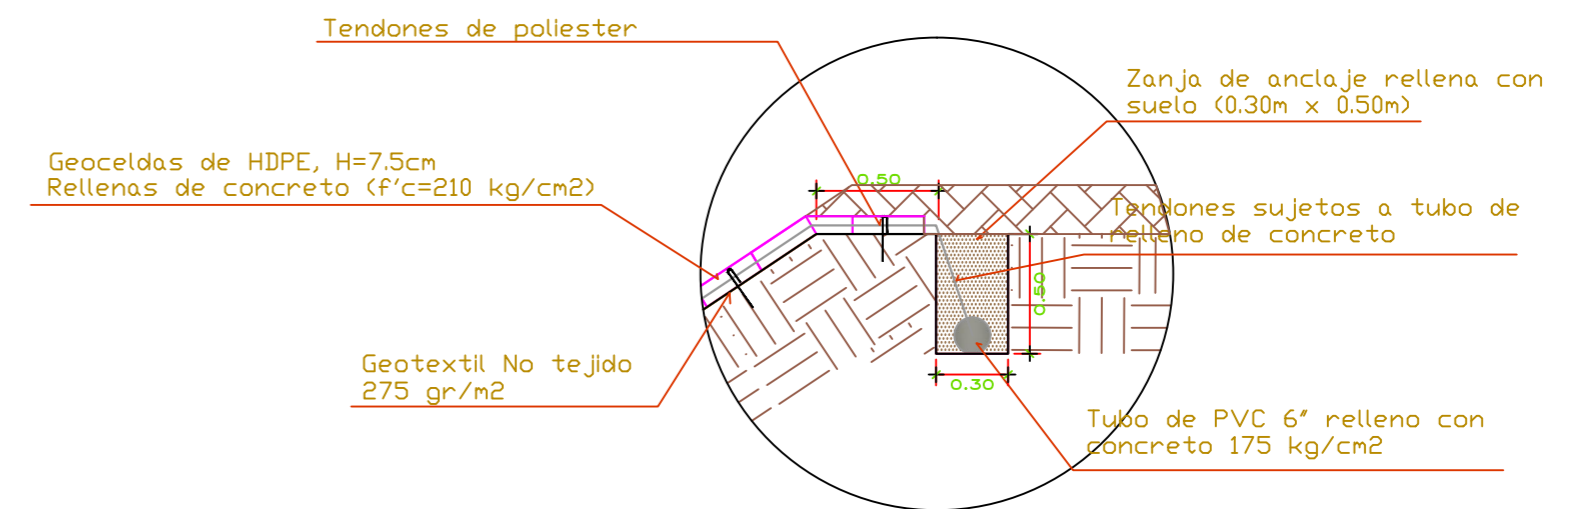 Tendones de poliester
Zanja de anclaje rellena con
suelo (0.30m x 0.50m)
Geoceldas de HDPE, H=7.5cm
Rellenas de concreto (f'c=210 kg/cm2)
0.50
Tendones sujetos a tubo de
relleno de concreto
0.50
Geotextil No tejido
275 gr/m2
0.30
Tubo de PVC 6" relleno con
concreto 175 kg/cm2